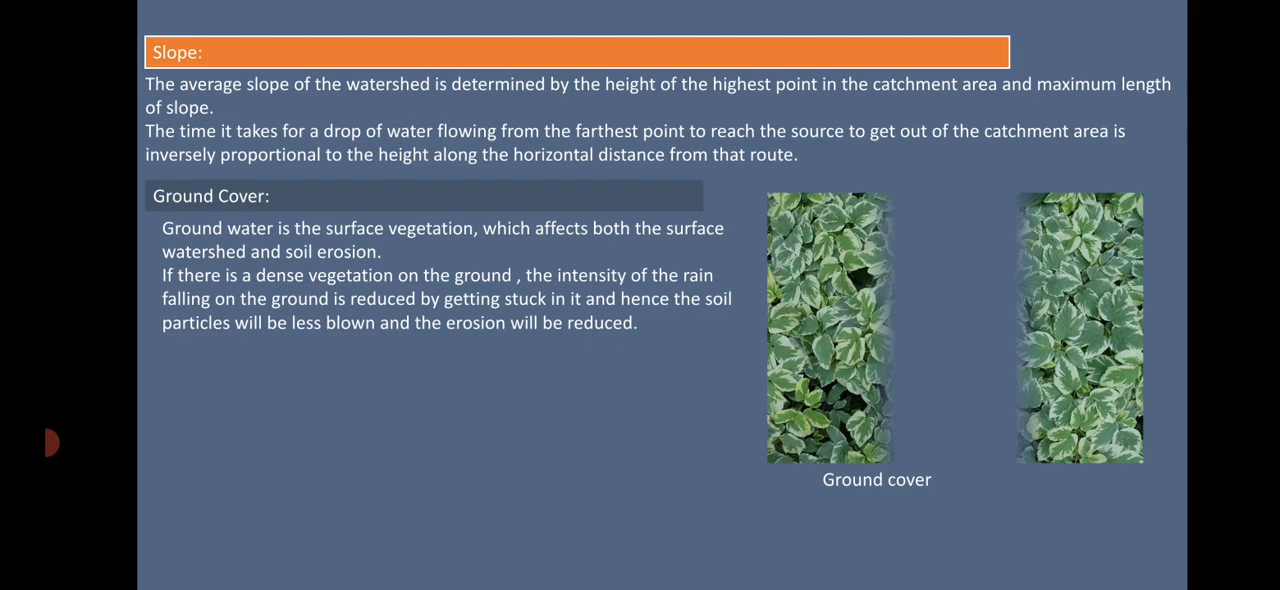 Slope:
The average slope of the watershed is determined by the height of the highest point in the catchment area and maximum length
of slope.
The time it takes for a drop of water flowing from the farthest point to reach the source to get out of the catchment area is
inversely proportional to the height along the horizontal distance from that route.
Ground Cover:
Ground water is the surface vegetation, which affects both the surface
watershed and soil erosion.
If there is a dense vegetation on the ground , the intensity of the rain
falling on the ground is reduced by getting stuck in it and hence the soil
particles will be less blown and the erosion will be reduced.
Ground cover